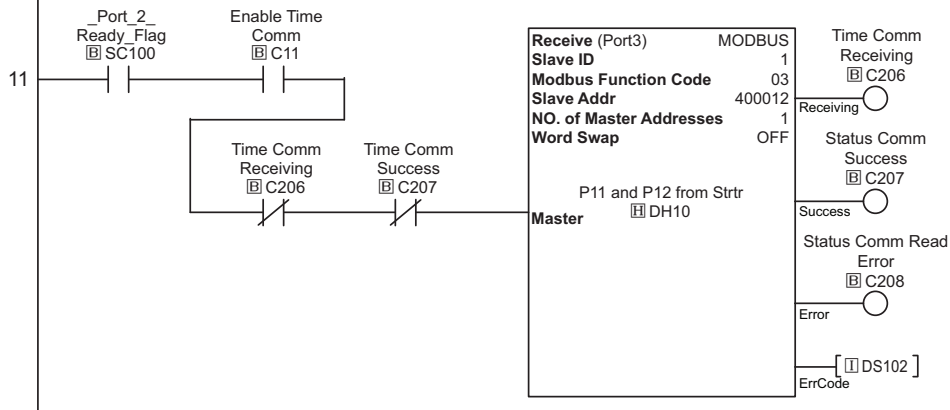 _Port_2_
Ready_Flag
B SC100
Enable Time
Comm
B C11
11
Time Comm
Receiving
B C206
Time Comm
Success
B C207
Receive (Port3) MODBUS
Slave ID 1
Modbus Function Code 03
Slave Addr 400012
NO. of Master Addresses 1
Word Swap OFF
P11 and P12 from Strtr
H DH10
Master
Time Comm
Receiving
B C206
Receiving
Status Comm
Success
B C207
Success
Status Comm Read
Error
B C208
Error
I DS102
ErrCode